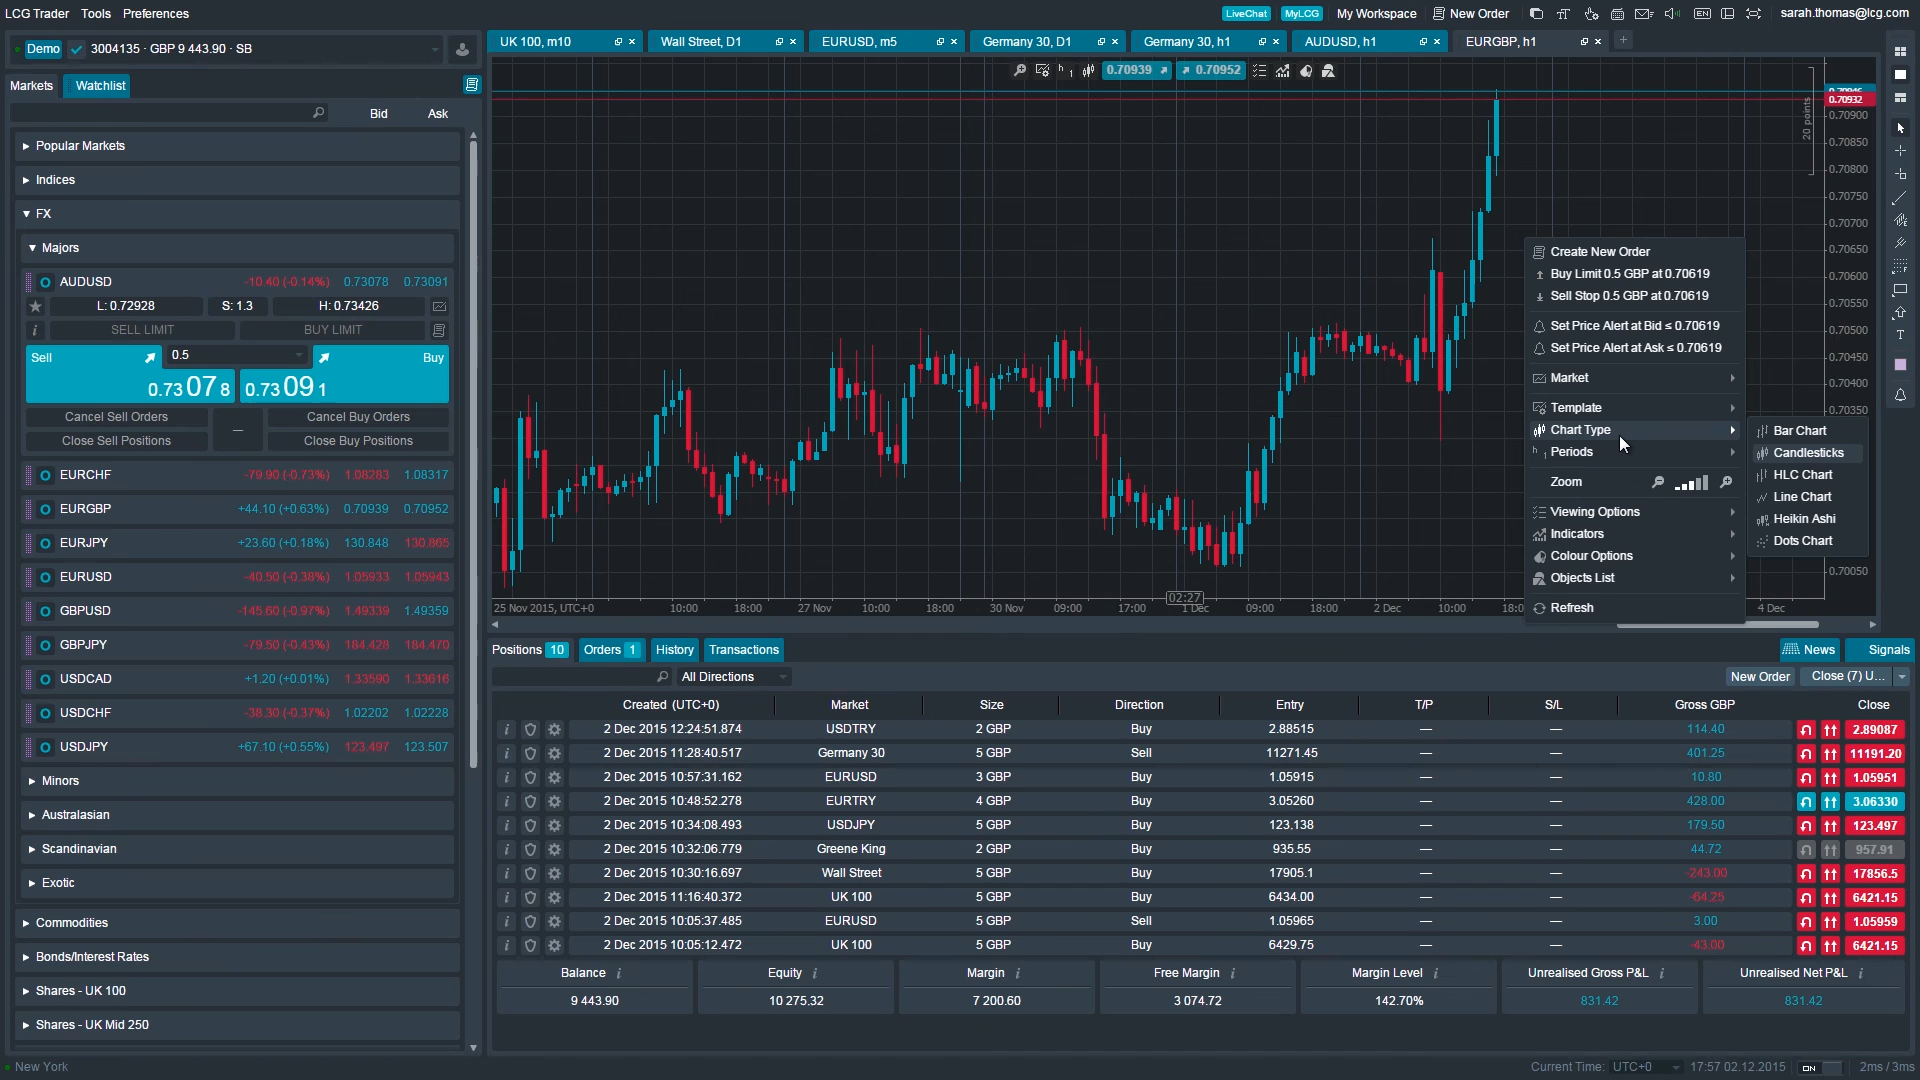 LCG Trader Tools Preferences
LiveChat MyLCG My Workspace New Order EN sarah.thomas@lcg.com
Demo 3004135 · GBP 9 443.90 · SB
UK 100, m10 Wall Street, D1 EURUSD, m5 Germany 30, D1 Germany 30, h1 AUDUSD, h1 EURGBP, h1
Markets Watchlist
Bid Ask
Popular Markets
Indices
FX
Majors
AUDUSD -10.40 (-0.14%) 0.73078 0.73091
L: 0.72928 S: 1.3 H: 0.73426
SELL LIMIT BUY LIMIT
Sell 0.5 Buy
0.73 07 8 0.73 09 1
Cancel Sell Orders Cancel Buy Orders
Close Sell Positions Close Buy Positions
EURCHF -79.90 (-0.73%) 1.08283 1.08317
EURGBP +44.10 (+0.63%) 0.70939 0.70952
EURJPY +23.60 (+0.18%) 130.848 130.865
EURUSD -40.50 (-0.38%) 1.05933 1.05943
GBPUSD -145.60 (-0.97%) 1.49339 1.49359
GBPJPY -79.50 (-0.43%) 184.428 184.470
USDCAD +1.20 (+0.01%) 1.33590 1.33616
USDCHF -38.30 (-0.37%) 1.02202 1.02228
USDJPY +67.10 (+0.55%) 123.497 123.507
Minors
Australasian
Scandinavian
Exotic
Commodities
Bonds/Interest Rates
Shares - UK 100
Shares - UK Mid 250
h1 0.70939 0.70952
20 points
0.70932
0.70900
0.70850
0.70800
0.70750
0.70700
0.70650
0.70600
0.70550
0.70500
0.70450
0.70400
0.70350
0.70050
Create New Order
Buy Limit 0.5 GBP at 0.70619
Sell Stop 0.5 GBP at 0.70619
Set Price Alert at Bid ≤ 0.70619
Set Price Alert at Ask ≤ 0.70619
Market
Template
Chart Type
Periods
Zoom
Viewing Options
Indicators
Colour Options
Objects List
Refresh
Bar Chart
Candlesticks
HLC Chart
Line Chart
Heikin Ashi
Dots Chart
02:27
25 Nov 2015, UTC+0 10:00 18:00 27 Nov 10:00 18:00 30 Nov 09:00 17:00 1 Dec 09:00 18:00 2 Dec 10:00 18:0 4 Dec
Positions 10 Orders 1 History Transactions News Signals
All Directions New Order Close (7) U...
Created (UTC+0) Market Size Direction Entry T/P S/L Gross GBP Close
2 Dec 2015 12:24:51.874 USDTRY 2 GBP Buy 2.88515 — — 114.40 2.89087
2 Dec 2015 11:28:40.517 Germany 30 5 GBP Sell 11271.45 — — 401.25 11191.20
2 Dec 2015 10:57:31.162 EURUSD 3 GBP Buy 1.05915 — — 10.80 1.05951
2 Dec 2015 10:48:52.278 EURTRY 4 GBP Buy 3.05260 — — 428.00 3.06330
2 Dec 2015 10:34:08.493 USDJPY 5 GBP Buy 123.138 — — 179.50 123.497
2 Dec 2015 10:32:06.779 Greene King 2 GBP Buy 935.55 — — 44.72 957.91
2 Dec 2015 10:30:16.697 Wall Street 5 GBP Buy 17905.1 — — -243.00 17856.5
2 Dec 2015 11:16:40.372 UK 100 5 GBP Buy 6434.00 — — -64.25 6421.15
2 Dec 2015 10:05:37.485 EURUSD 5 GBP Sell 1.05965 — — 3.00 1.05959
2 Dec 2015 10:05:12.472 UK 100 5 GBP Buy 6429.75 — — -43.00 6421.15
Balance Equity Margin Free Margin Margin Level Unrealised Gross P&L Unrealised Net P&L
9 443.90 10 275.32 7 200.60 3 074.72 142.70% 831.42 831.42
New York Current Time: UTC+0 17:57 02.12.2015 ON 2ms / 3ms